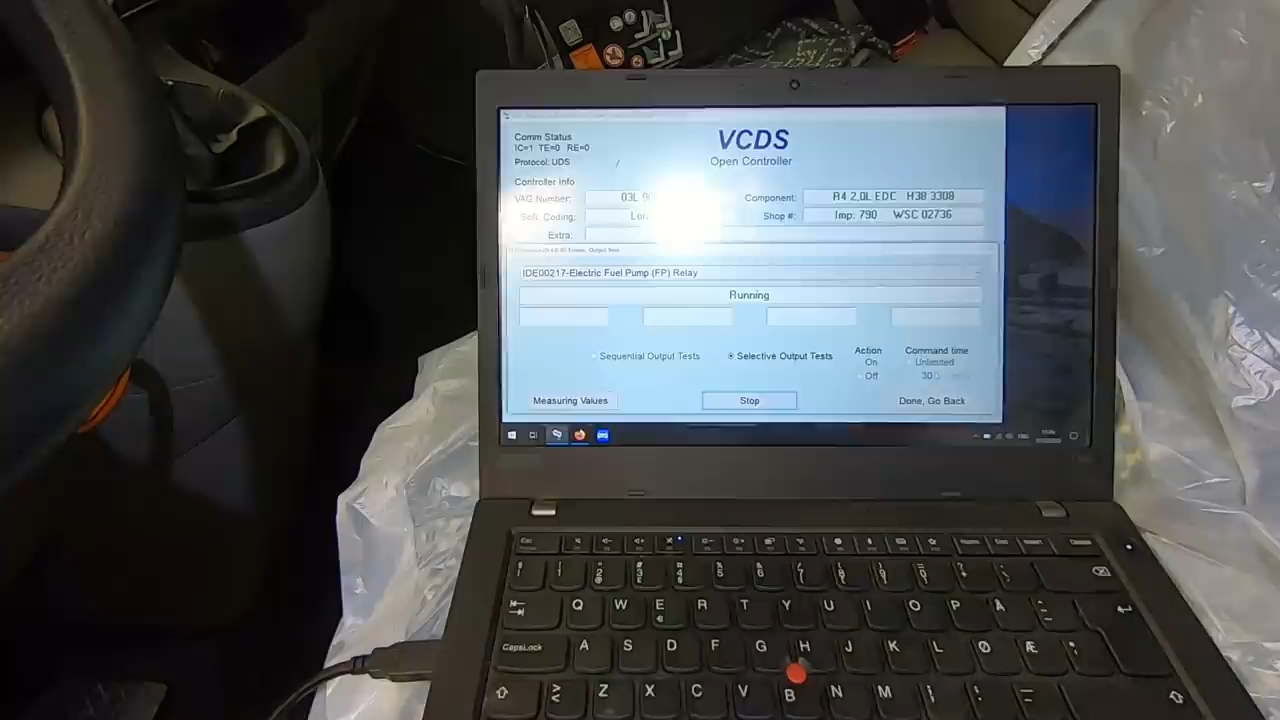 VCDS
Open Controller
Comm Status
IC=1 TE=0 RE=0
Protocol: UDS /
Controller Info
VAG Number: 03L Component: R4 2,0L EDC H38 3308
Soft. Coding: Shop #: Imp: 790 WSC 02736
Extra:
IDE00217-Electric Fuel Pump (FP) Relay
Running
Sequential Output Tests Selective Output Tests
Action
On
Off
Command time
Unlimited
30
Measuring Values Stop Done, Go Back
Q W E R T Y U I O P Å
CapsLock A S D F G H J K L Ø Æ
Z X C V B N M